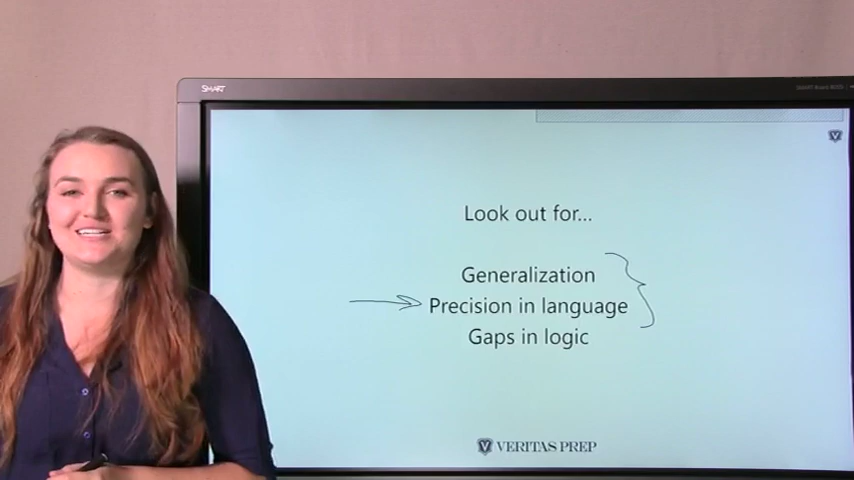 SMART
Look out for...
Generalization
Precision in language
Gaps in logic
V VERITAS PREP